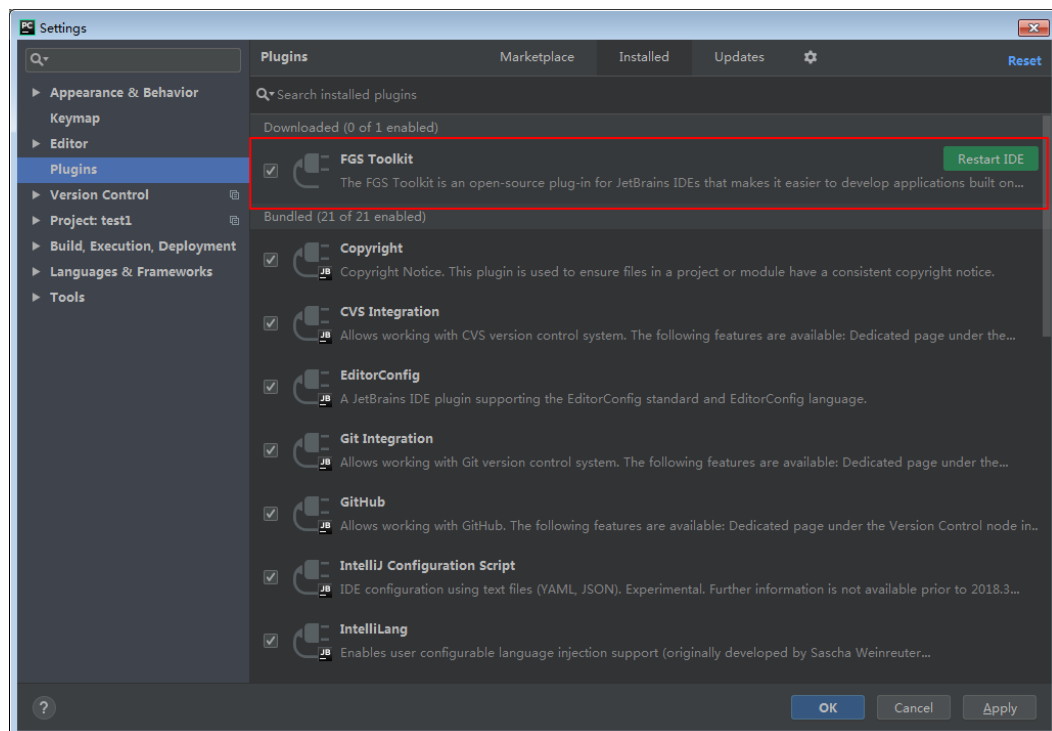 PC Settings
Plugins Marketplace Installed Updates Reset
Search installed plugins
Appearance & Behavior
Keymap
Editor
Plugins
Version Control
Project: test1
Build, Execution, Deployment
Languages & Frameworks
Tools
Downloaded (0 of 1 enabled)
FGS Toolkit Restart IDE
The FGS Toolkit is an open-source plug-in for JetBrains IDEs that makes it easier to develop applications built on...
Bundled (21 of 21 enabled)
Copyright
JB Copyright Notice. This plugin is used to ensure files in a project or module have a consistent copyright notice.
CVS Integration
JB Allows working with CVS version control system. The following features are available: Dedicated page under the...
EditorConfig
JB A JetBrains IDE plugin supporting the EditorConfig standard and EditorConfig language.
Git Integration
JB Allows working with Git version control system. The following features are available: Dedicated page under the...
GitHub
JB Allows working with GitHub. The following features are available: Dedicated page under the Version Control node in..
IntelliJ Configuration Script
JB IDE configuration using text files (YAML, JSON). Experimental. Further information is not available prior to 2018.3...
IntelliLang
JB Enables user configurable language injection support (originally developed by Sascha Weinreuter...
? OK Cancel Apply